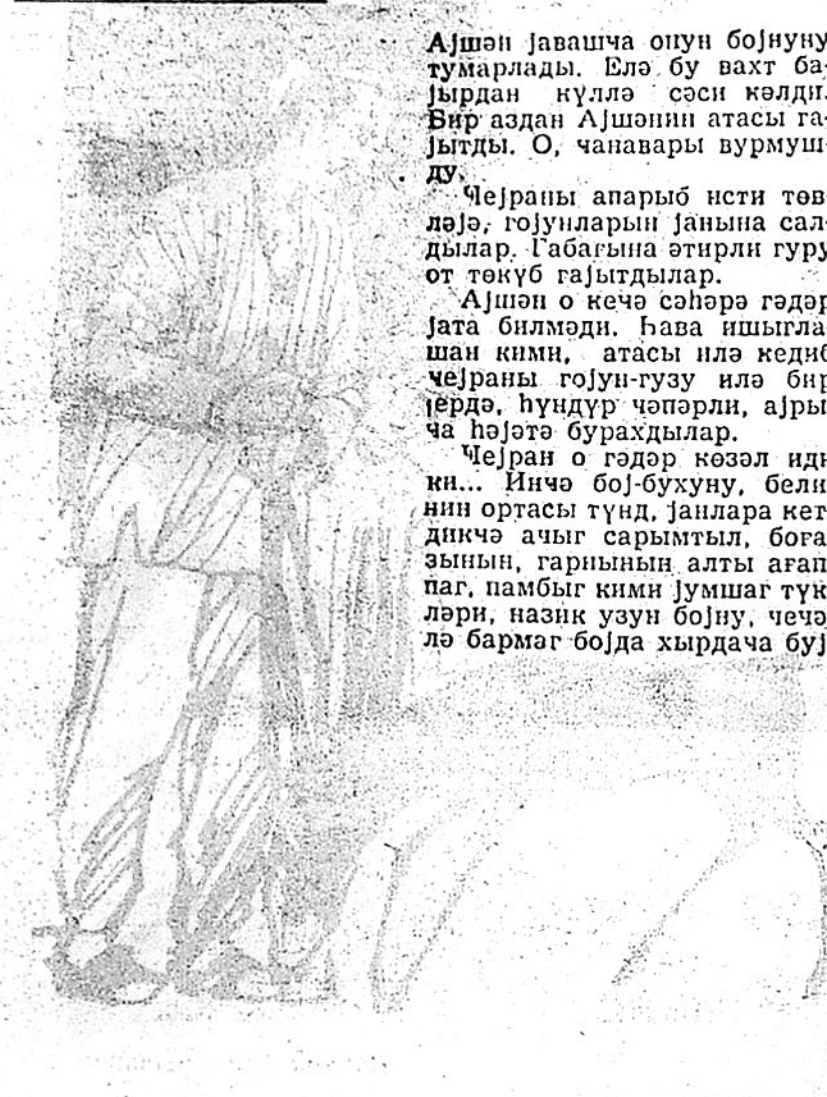 Ајшән јавашча онун бојнуну
тумарлады. Елә бу вахт ба-
јырдан күллә сәси кәлди.
Бир аздан Ајшәнин атасы га-
јытды. О, чанавары вурмуш-
ду.
Чејраны апарыб исти төв-
ләјә, гојунларын јанына сал-
дылар. Габағына әтирли гуру
от төкүб гајытдылар.
Ајшән о кечә сәһәрә гәдәр
јата билмәди. Һава ишыгла-
шан кими, атасы илә кедиб
чејраны гојун-гузу илә бир
јердә, һүндүр чәпәрли, ајры-
ча һәјәтә бурахдылар.
Чејран о гәдәр көзәл иди
ки... Инчә бој-бухуну, бели-
нин ортасы түнд, јанлара кет-
дикчә ачыг сарымтыл, боға-
зынын, гарнынын алты ағап-
паг, памбыг кими јумшаг түк-
ләри, назик узун бојну, чечә-
лә бармаг бојда хырдача буј-